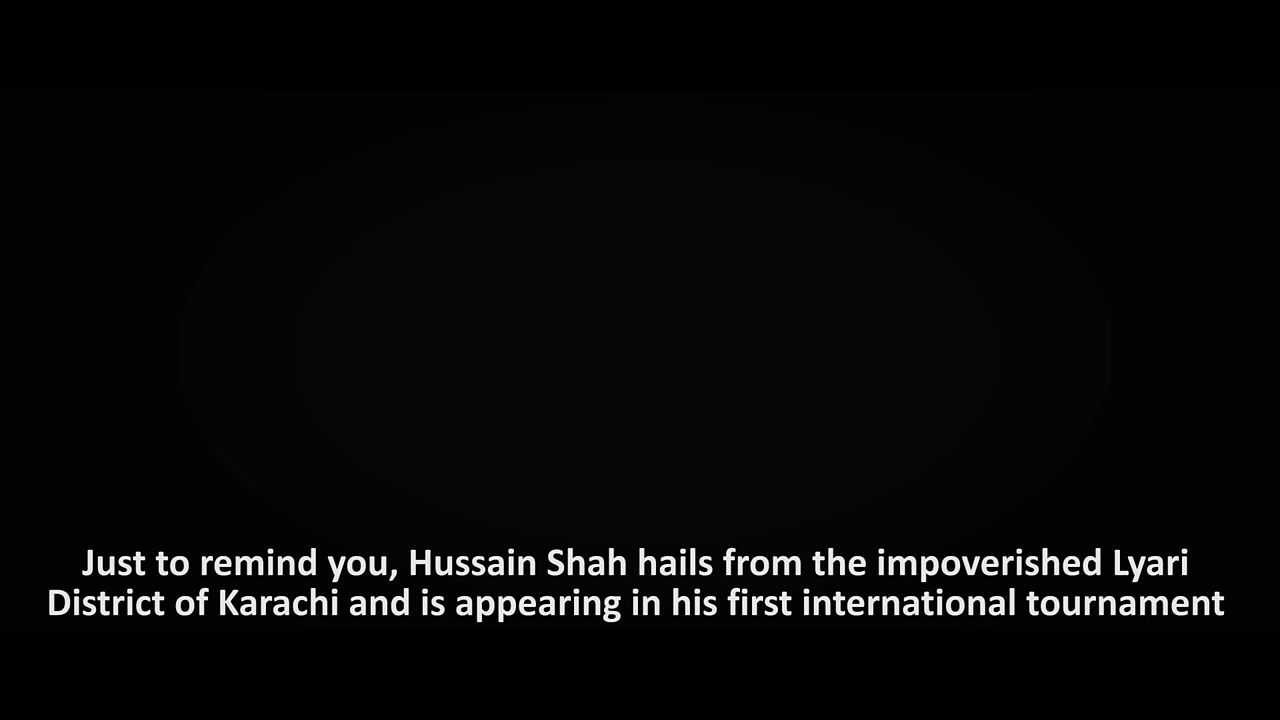 Just to remind you, Hussain Shah hails from the impoverished Lyari
District of Karachi and is appearing in his first international tournament